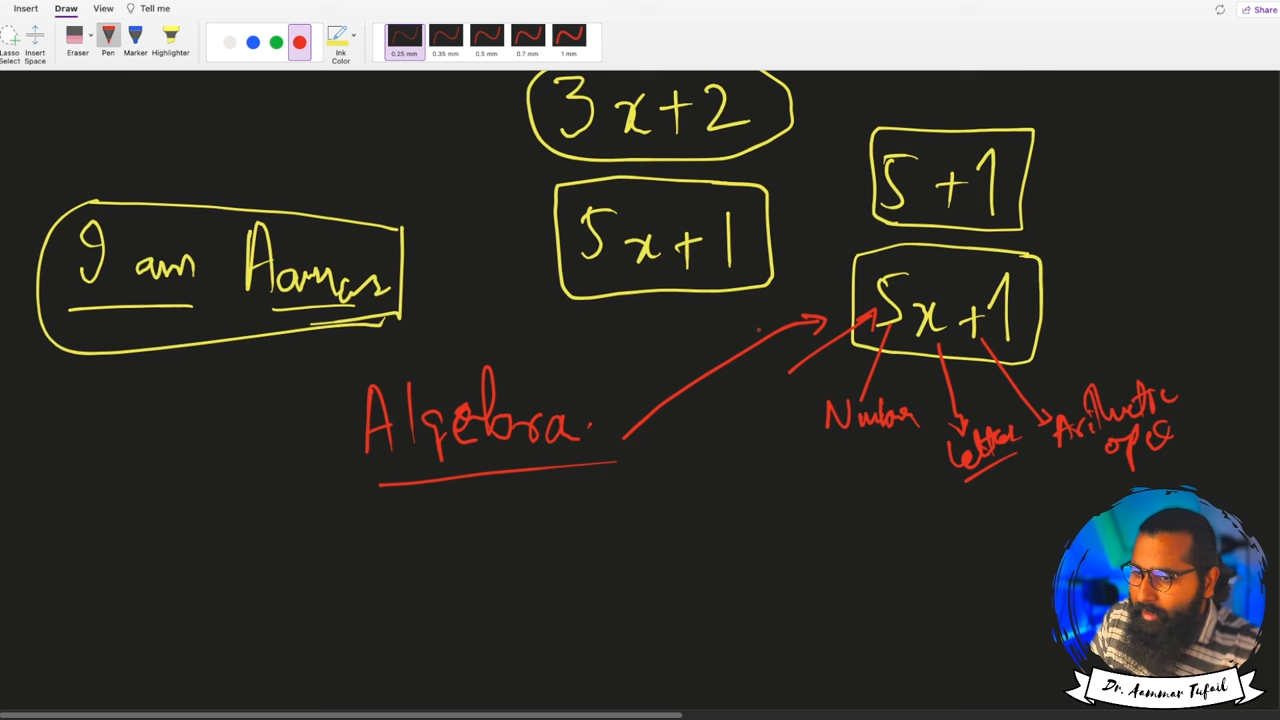 Insert Draw View Tell me
Share
Lasso Select
Insert Space
Eraser
Pen
Marker
Highlighter
Ink Color
0.25 mm
0.35 mm
0.5 mm
0.7 mm
1 mm
3x+2
5+1
5x+1
I am
5x+1
Algebra.
Number
Letter
Arithmetic
Dr. Aammar Tufail